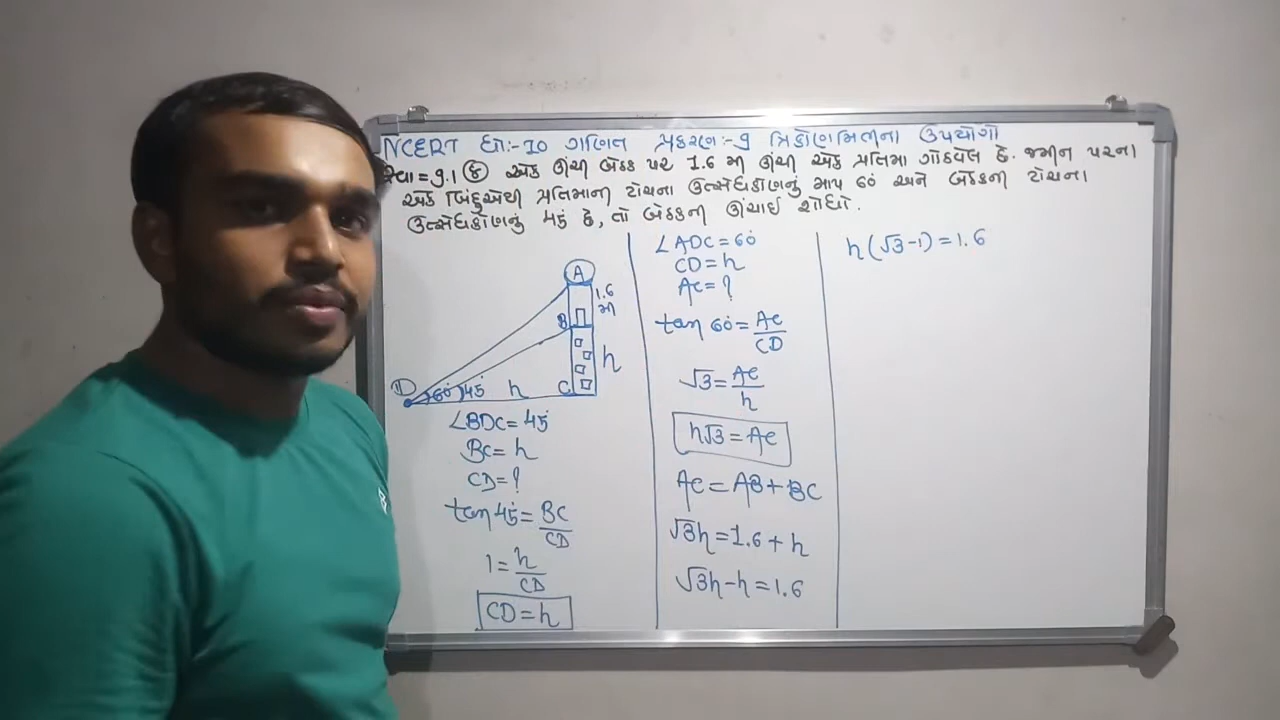 NCERT ધો:-10 ગાણિત પ્રકરણ:-9 ત્રિકોણમિતીના ઉપયોગો
સ્વા=9.1 (8) એક ઊંચી બેઠક પર 1.6 મી ઊંચી એક પ્રતિમા ગોઠવેલ છે. જમીન પરના
એક બિંદુએથી પ્રતિમાની ટોચના ઉત્સેધકોણનું માપ 60° અને બેઠકની ટોચના
ઉત્સેધકોણનું 45° છે, તો બેઠકની ઊંચાઈ શોધો.
A
1.6
મી
B
h
D 60° 45° h C
∠BDC = 45°
BC = h
CD = ?
tan 45° = BC/CD
1 = h/CD
CD = h
∠ADC = 60°
CD = h
AC = ?
tan 60° = AC/CD
√3 = AC/h
h√3 = AC
AC = AB + BC
√3h = 1.6 + h
√3h - h = 1.6
h(√3-1) = 1.6